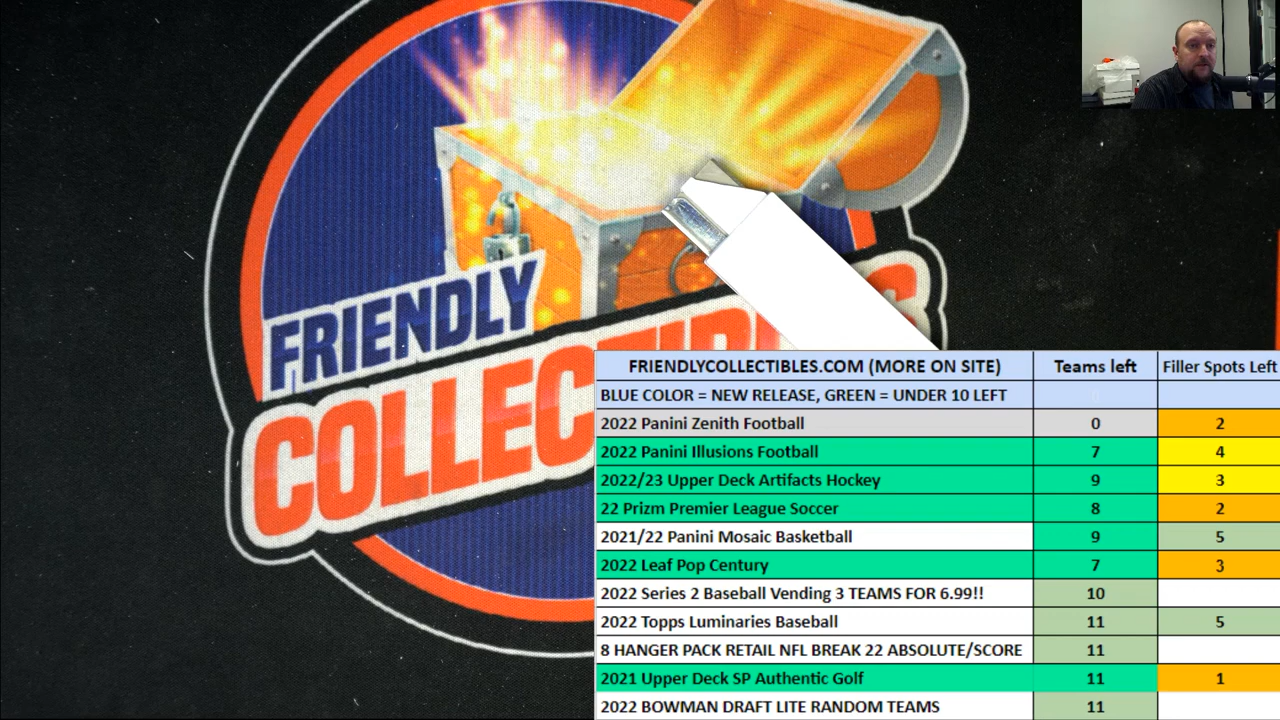 FRIENDLY
COLLECTIBLES
FRIENDLYCOLLECTIBLES.COM (MORE ON SITE) Teams left Filler Spots Left
BLUE COLOR = NEW RELEASE, GREEN = UNDER 10 LEFT 0
2022 Panini Zenith Football 0 2
2022 Panini Illusions Football 7 4
2022/23 Upper Deck Artifacts Hockey 9 3
22 Prizm Premier League Soccer 8 2
2021/22 Panini Mosaic Basketball 9 5
2022 Leaf Pop Century 7 3
2022 Series 2 Baseball Vending 3 TEAMS FOR 6.99!! 10
2022 Topps Luminaries Baseball 11 5
8 HANGER PACK RETAIL NFL BREAK 22 ABSOLUTE/SCORE 11
2021 Upper Deck SP Authentic Golf 11 1
2022 BOWMAN DRAFT LITE RANDOM TEAMS 11